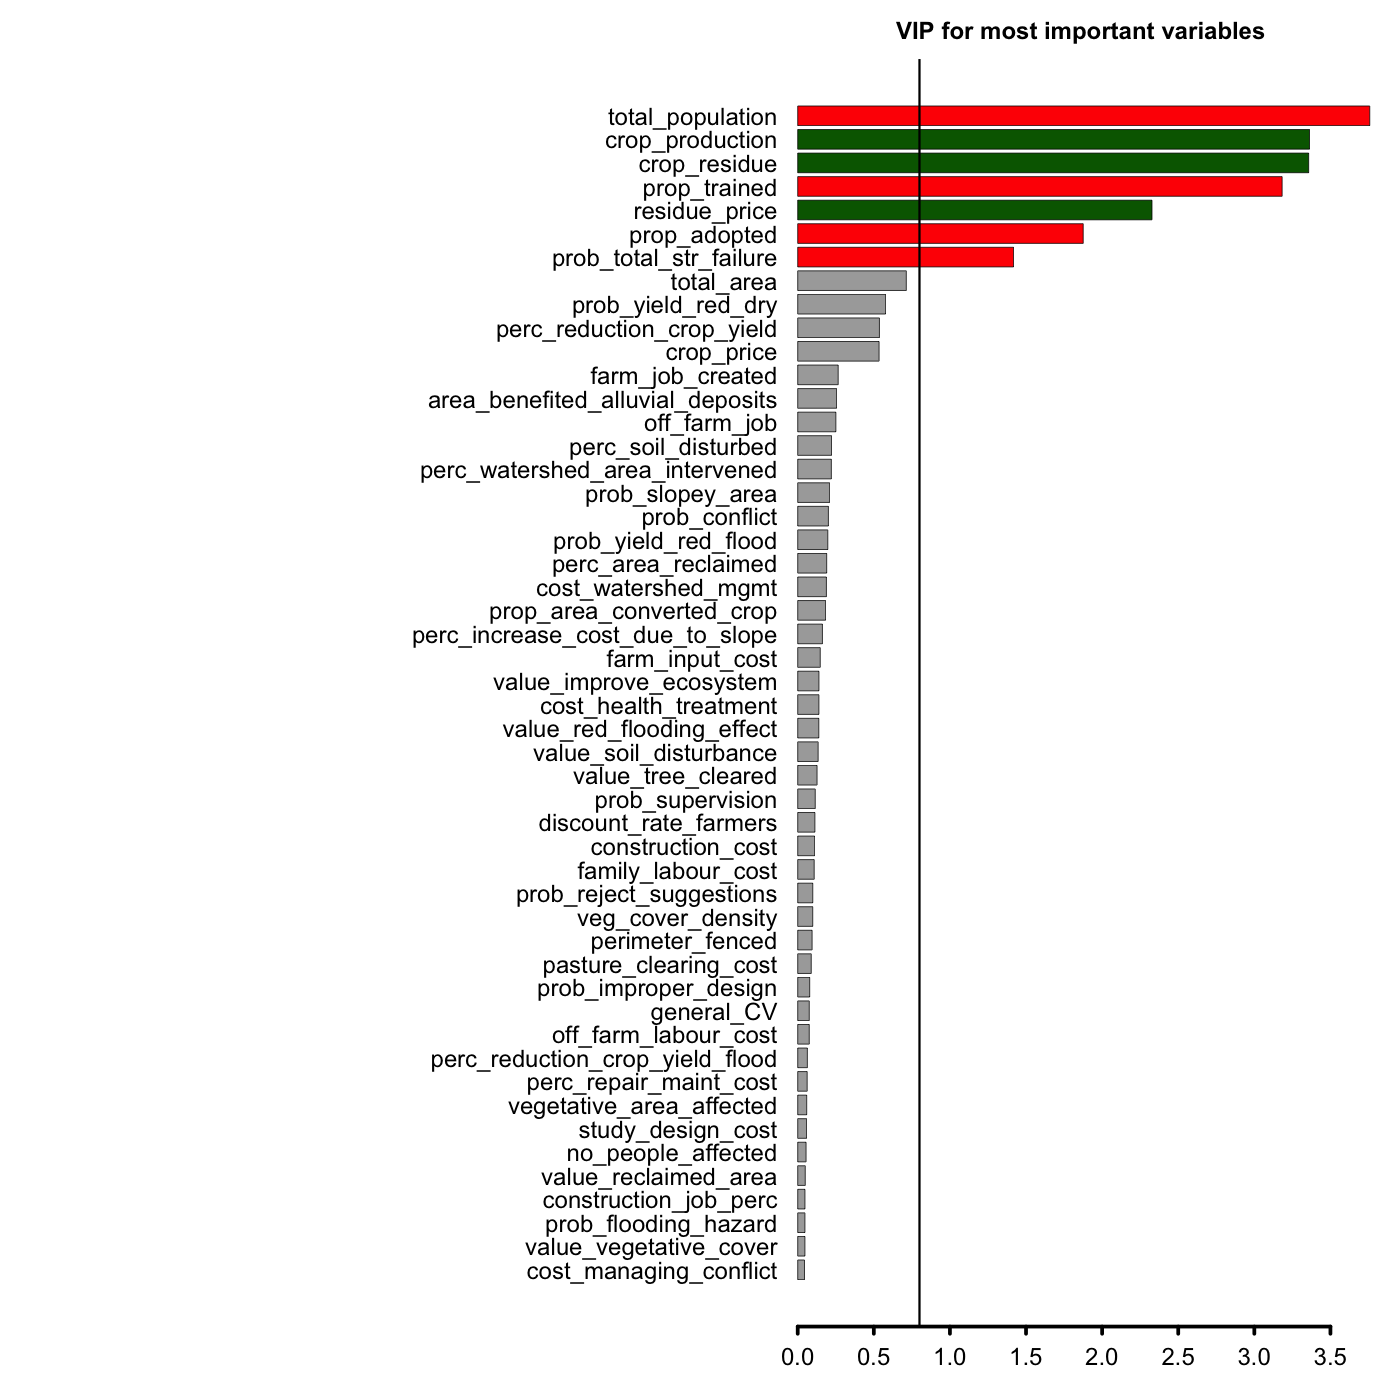 VIP for most important variables
total_population
crop_production
crop_residue
prop_trained
residue_price
prop_adopted
prob_total_str_failure
total_area
prob_yield_red_dry
perc_reduction_crop_yield
crop_price
farm_job_created
area_benefited_alluvial_deposits
off_farm_job
perc_soil_disturbed
perc_watershed_area_intervened
prob_slopey_area
prob_conflict
prob_yield_red_flood
perc_area_reclaimed
cost_watershed_mgmt
prop_area_converted_crop
perc_increase_cost_due_to_slope
farm_input_cost
value_improve_ecosystem
cost_health_treatment
value_red_flooding_effect
value_soil_disturbance
value_tree_cleared
prob_supervision
discount_rate_farmers
construction_cost
family_labour_cost
prob_reject_suggestions
veg_cover_density
perimeter_fenced
pasture_clearing_cost
prob_improper_design
general_CV
off_farm_labour_cost
perc_reduction_crop_yield_flood
perc_repair_maint_cost
vegetative_area_affected
study_design_cost
no_people_affected
value_reclaimed_area
construction_job_perc
prob_flooding_hazard
value_vegetative_cover
cost_managing_conflict
0.0 0.5 1.0 1.5 2.0 2.5 3.0 3.5